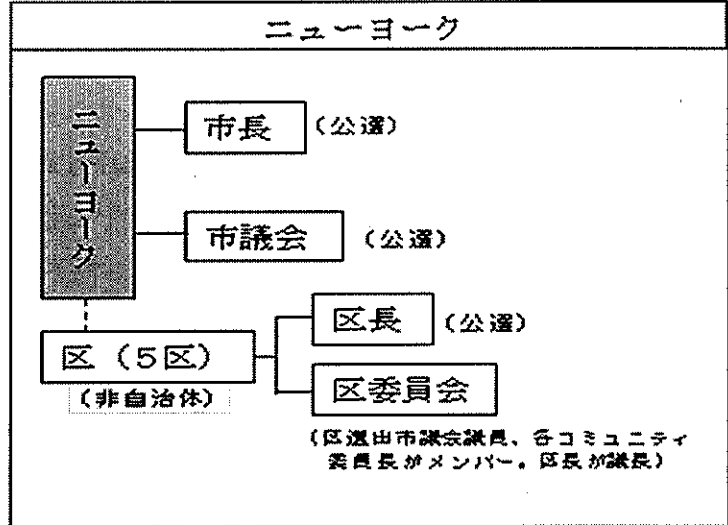 ニューヨーク
ニューヨーク
市長 (公選)
市議会 (公選)
区長 (公選)
区 (5区)
(非自治体)
区委員会
(区選出市議会議員、各コミュニティ
委員長がメンバー。区長が議長)